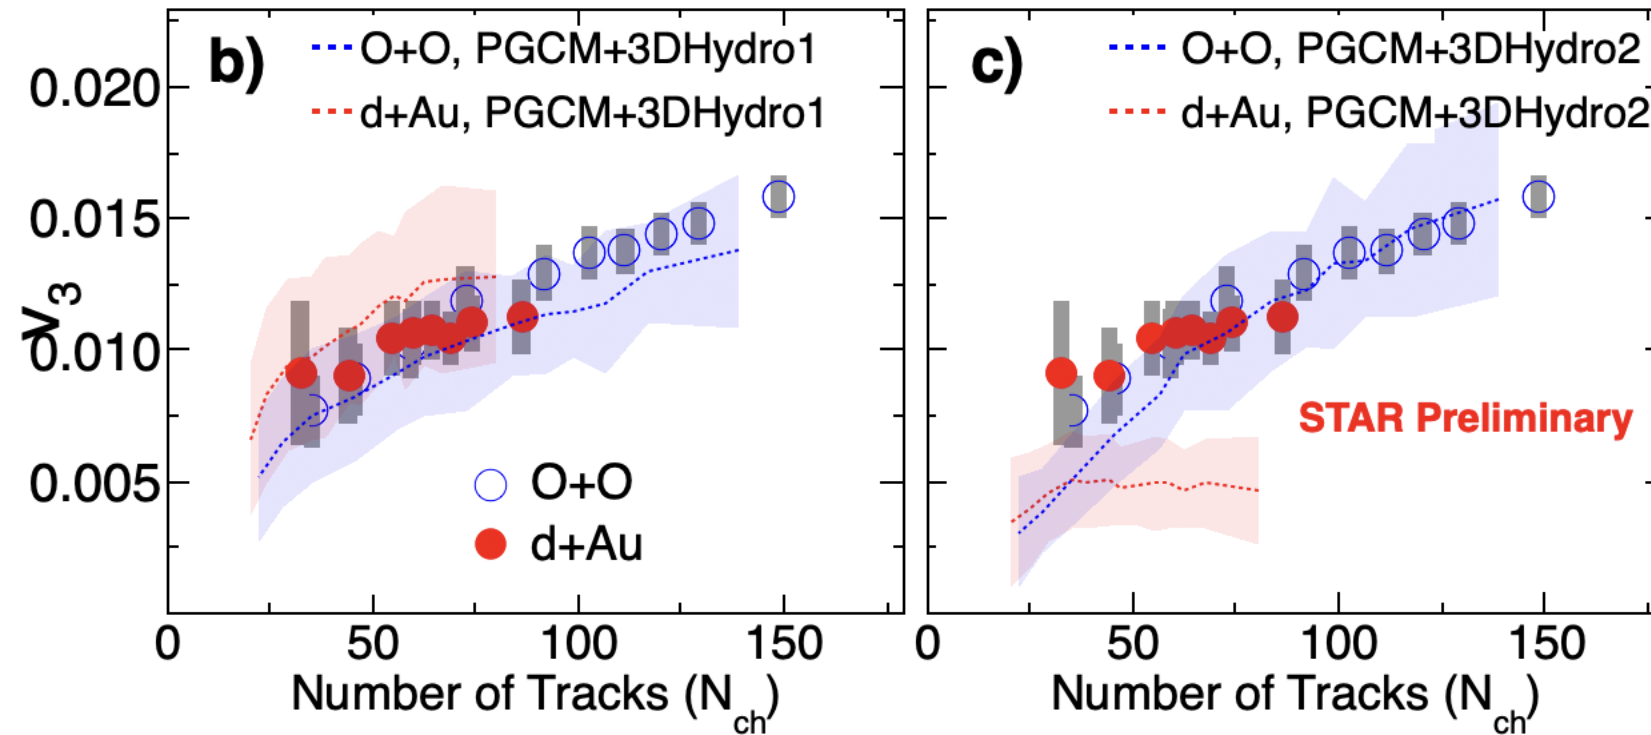 b)
O+O, PGCM+3DHydro1
d+Au, PGCM+3DHydro1
c)
O+O, PGCM+3DHydro2
d+Au, PGCM+3DHydro2
0.020
0.015
0.010
0.005
v3
STAR Preliminary
O+O
d+Au
0 50 100 150
0 50 100 150
Number of Tracks (Nch)
Number of Tracks (Nch)